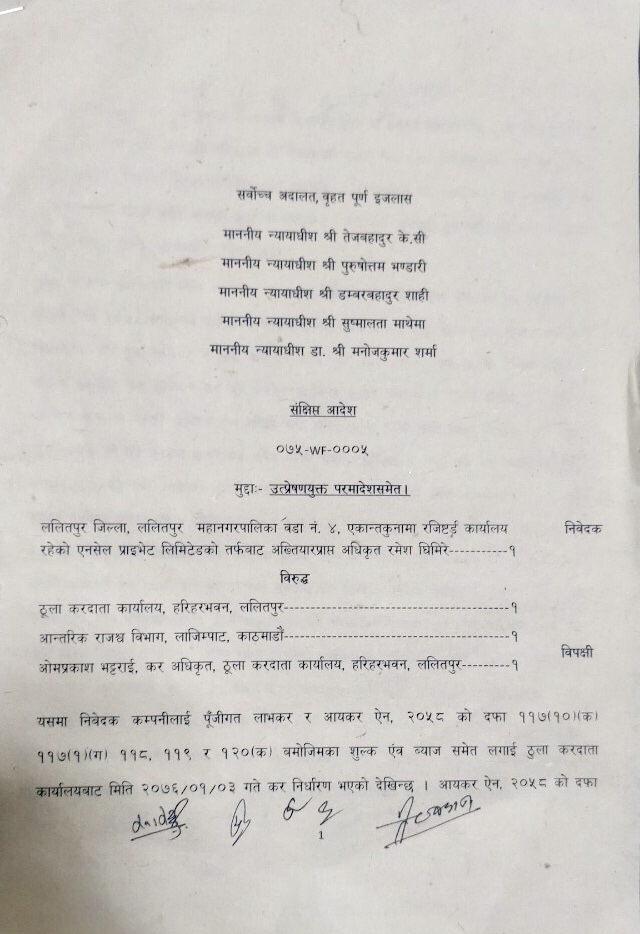 सर्वोच्च अदालत, वृहत पूर्ण इजलास
माननीय न्यायाधीश श्री तेजबहादुर के.सी
माननीय न्यायाधीश श्री पुरुषोत्तम भण्डारी
माननीय न्यायाधीश श्री डम्बरबहादुर शाही
माननीय न्यायाधीश श्री सुष्मालता माथेमा
माननीय न्यायाधीश डा. श्री मनोजकुमार शर्मा
संक्षिप्त आदेश
०७५-WF-०००५
मुद्दाः- उत्प्रेषणयुक्त परमादेशसमेत।
ललितपुर जिल्ला, ललितपुर महानगरपालिका वडा नं. ४, एकान्तकुनामा रजिष्टर्ड कार्यालय निवेदक
रहेको एनसेल प्राइभेट लिमिटेडको तर्फवाट अख्तियारप्राप्त अधिकृत रमेश घिमिरे-----------१
विरुद्ध
ठूला करदाता कार्यालय, हरिहरभवन, ललितपुर---------------------------------------१
आन्तरिक राजश्व विभाग, लाजिम्पाट, काठमाडौं---------------------------------------१
विपक्षी
ओमप्रकाश भट्टराई, कर अधिकृत, ठूला करदाता कार्यालय, हरिहरभवन, ललितपुर---------१
यसमा निवेदक कम्पनीलाई पूँजीगत लाभकर र आयकर ऐन, २०५८ को दफा ११७(१०)(क)
११७(१)(ग) ११८, ११९ र १२०(क) बमोजिमका शुल्क एंव व्याज समेत लगाई ठुला करदाता
कार्यालयबाट मिति २०७६/०१/०३ गते कर निर्धारण भएको देखिन्छ । आयकर ऐन, २०५८ को दफा
1